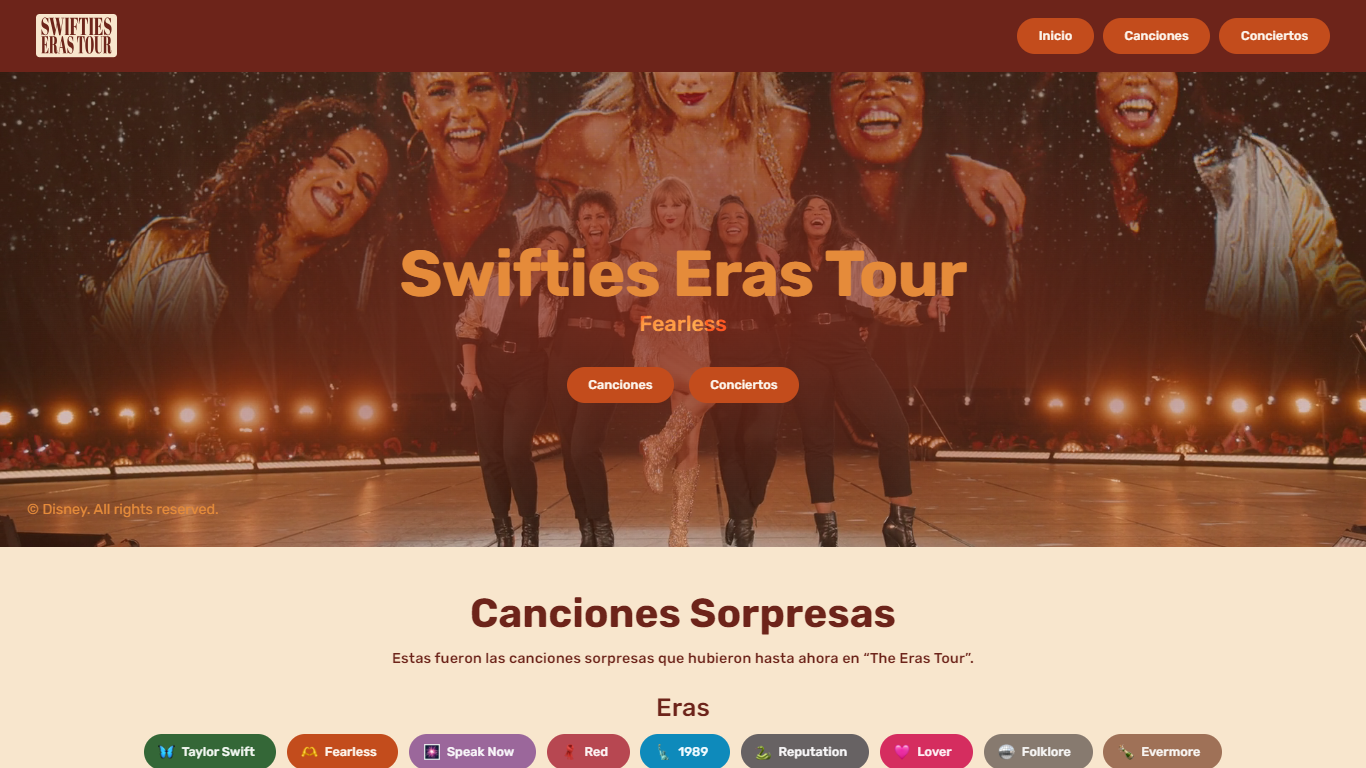 SWIFTIES
ERAS TOUR
Inicio
Canciones
Conciertos
Swifties Eras Tour
Fearless
Canciones
Conciertos
© Disney. All rights reserved.
Canciones Sorpresas
Estas fueron las canciones sorpresas que hubieron hasta ahora en “The Eras Tour”.
Eras
Taylor Swift
Fearless
Speak Now
Red
1989
Reputation
Lover
Folklore
Evermore